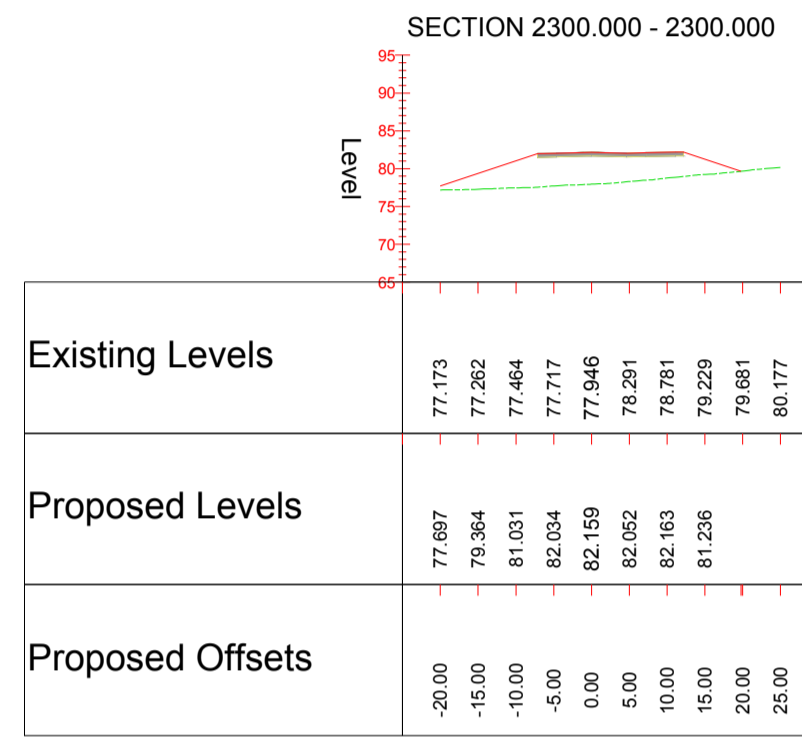 SECTION 2300.000 - 2300.000
95
90
85
80
75
70
65
Level
Existing Levels
77.173 77.262 77.464 77.717 77.946 78.291 78.781 79.229 79.681 80.177
Proposed Levels
77.697 79.364 81.031 82.034 82.159 82.052 82.163 81.236
Proposed Offsets
-20.00 -15.00 -10.00 -5.00 0.00 5.00 10.00 15.00 20.00 25.00